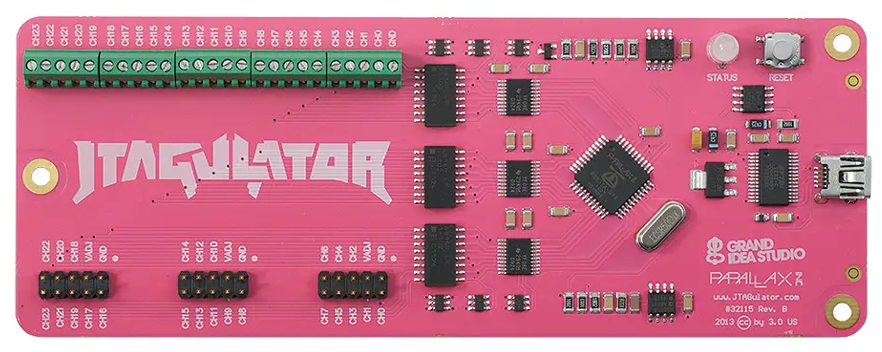 CH23 CH22 CH21 CH20 CH19 CH18 CH17 CH16 CH15 CH14 CH13 CH12 CH11 CH10 CH9 CH8 CH7 CH6 CH5 CH4 CH3 CH2 CH1 CH0 GND
STATUS
RESET
JTAGULATOR
CH22 CH20 CH18 VADJ GND
CH23 CH21 CH19 CH17 CH16
CH14 CH12 CH10 VADJ GND
CH15 CH13 CH11 CH9 CH8
CH6 CH4 CH2 VADJ GND
CH7 CH5 CH3 CH1 CH0
GRAND
IDEA STUDIO
PARALLAX INC
www.JTAGulator.com
#32115 Rev. B
2013 cc by 3.0 US